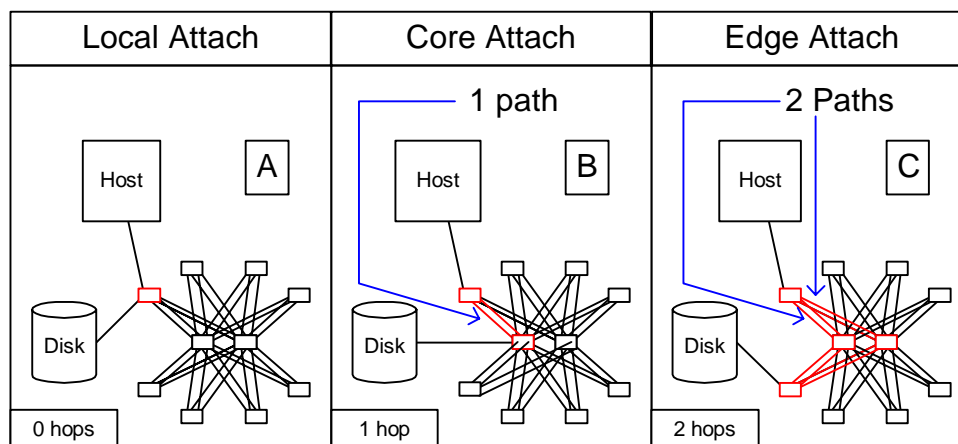 Local Attach
Core Attach
Edge Attach
1 path
2 Paths
Host
A
Host
B
Host
C
Disk
Disk
Disk
0 hops
1 hop
2 hops